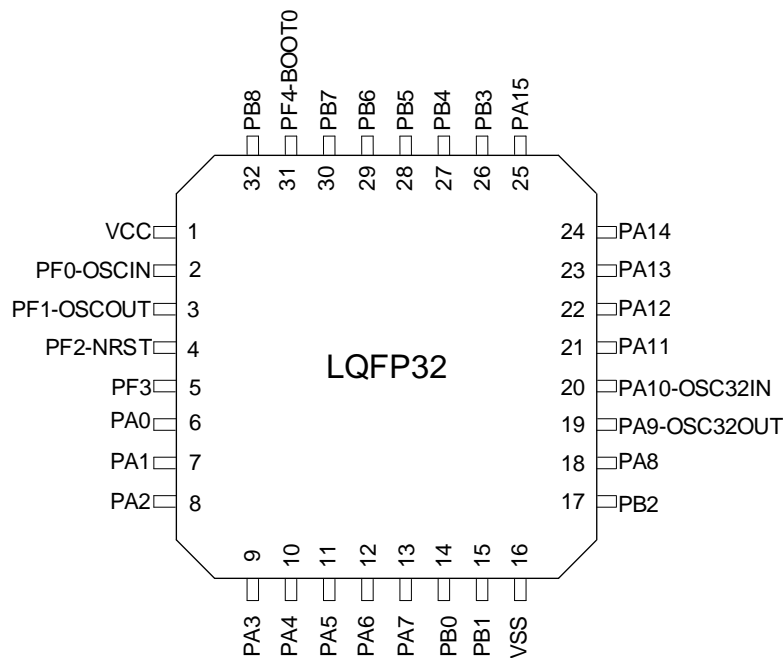 PB8
PF4-BOOT0
PB7
PB6
PB5
PB4
PB3
PA15
32
31
30
29
28
27
26
25
VCC 1
PF0-OSCIN 2
PF1-OSCOUT 3
PF2-NRST 4
PF3 5
PA0 6
PA1 7
PA2 8
LQFP32
24 PA14
23 PA13
22 PA12
21 PA11
20 PA10-OSC32IN
19 PA9-OSC32OUT
18 PA8
17 PB2
9
10
11
12
13
14
15
16
PA3
PA4
PA5
PA6
PA7
PB0
PB1
VSS